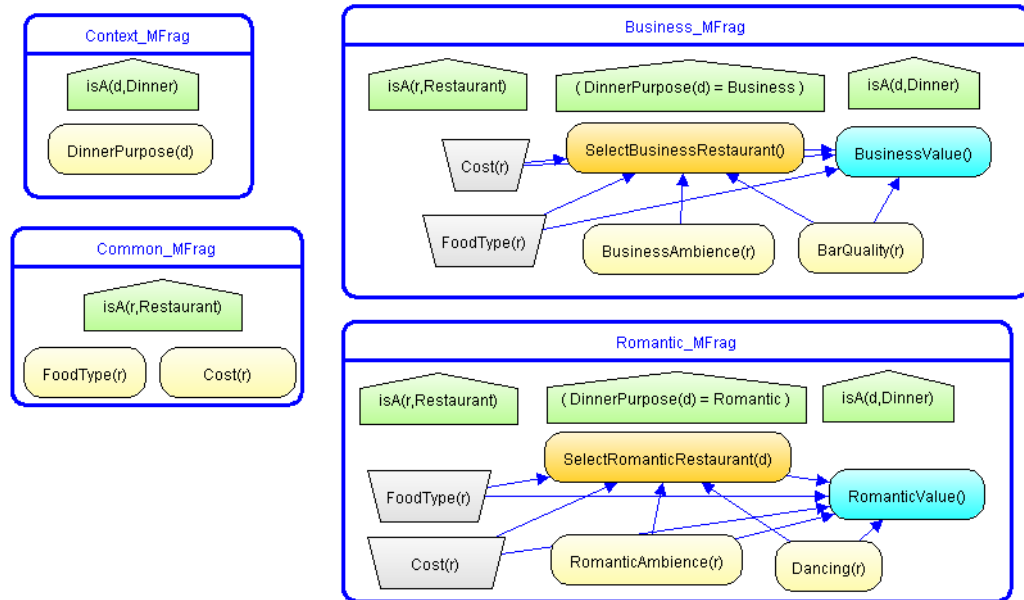 Context_MFrag
isA(d,Dinner)
DinnerPurpose(d)
Common_MFrag
isA(r,Restaurant)
FoodType(r)
Cost(r)
Business_MFrag
isA(r,Restaurant)
( DinnerPurpose(d) = Business )
isA(d,Dinner)
SelectBusinessRestaurant()
BusinessValue()
Cost(r)
FoodType(r)
BusinessAmbience(r)
BarQuality(r)
Romantic_MFrag
isA(r,Restaurant)
( DinnerPurpose(d) = Romantic )
isA(d,Dinner)
SelectRomanticRestaurant(d)
FoodType(r)
RomanticValue()
Cost(r)
RomanticAmbience(r)
Dancing(r)